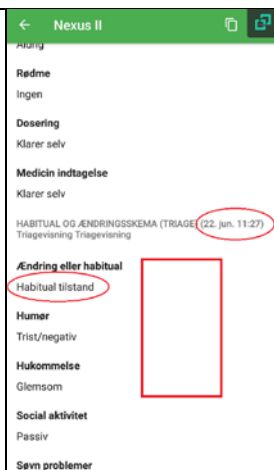 Nexus II
Aldrig
Rødme
Ingen
Dosering
Klarer selv
Medicin indtagelse
Klarer selv
HABITUAL OG ÆNDRINGSSKEMA (TRIAGE) (22. jun. 11:27)
Triagevisning Triagevisning
Ændring eller habitual
Habitual tilstand
Humør
Trist/negativ
Hukommelse
Glemsom
Social aktivitet
Passiv
Søvn problemer